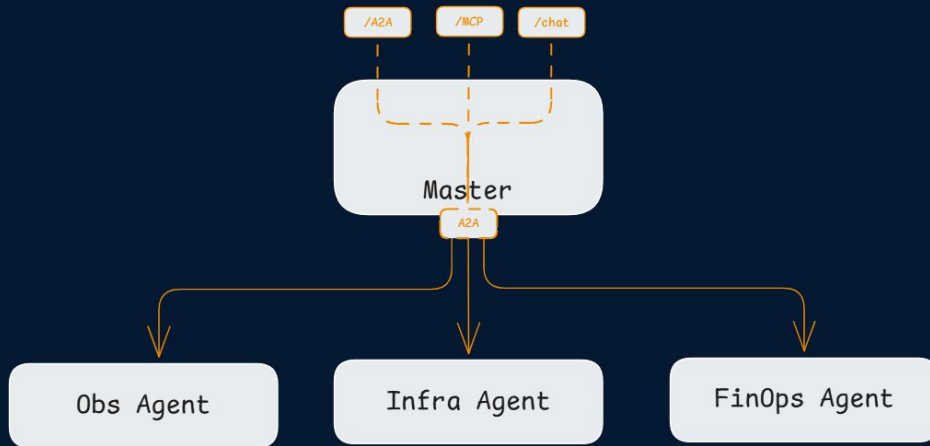 /A2A
/MCP
/chat
Master
A2A
Obs Agent
Infra Agent
FinOps Agent